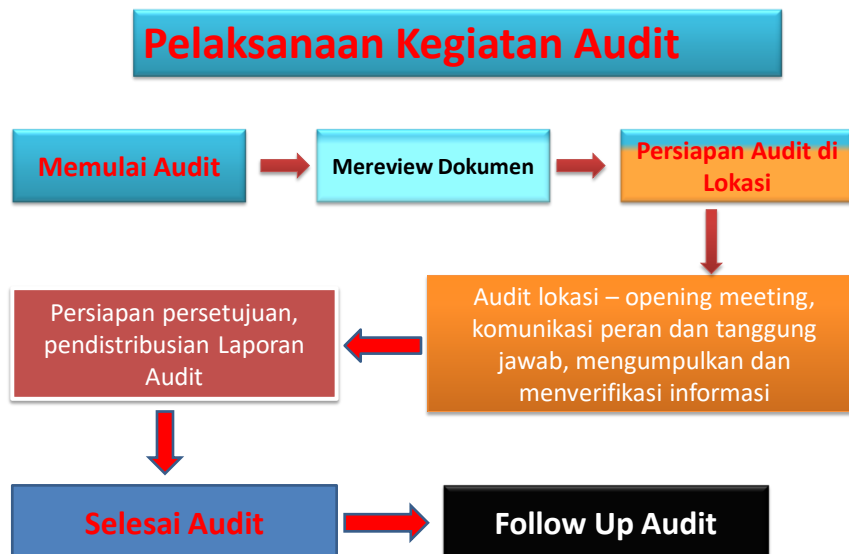 Pelaksanaan Kegiatan Audit
Memulai Audit
Mereview Dokumen
Persiapan Audit di
Lokasi
Audit lokasi – opening meeting,
komunikasi peran dan tanggung
jawab, mengumpulkan dan
menverifikasi informasi
Persiapan persetujuan,
pendistribusian Laporan
Audit
Selesai Audit
Follow Up Audit